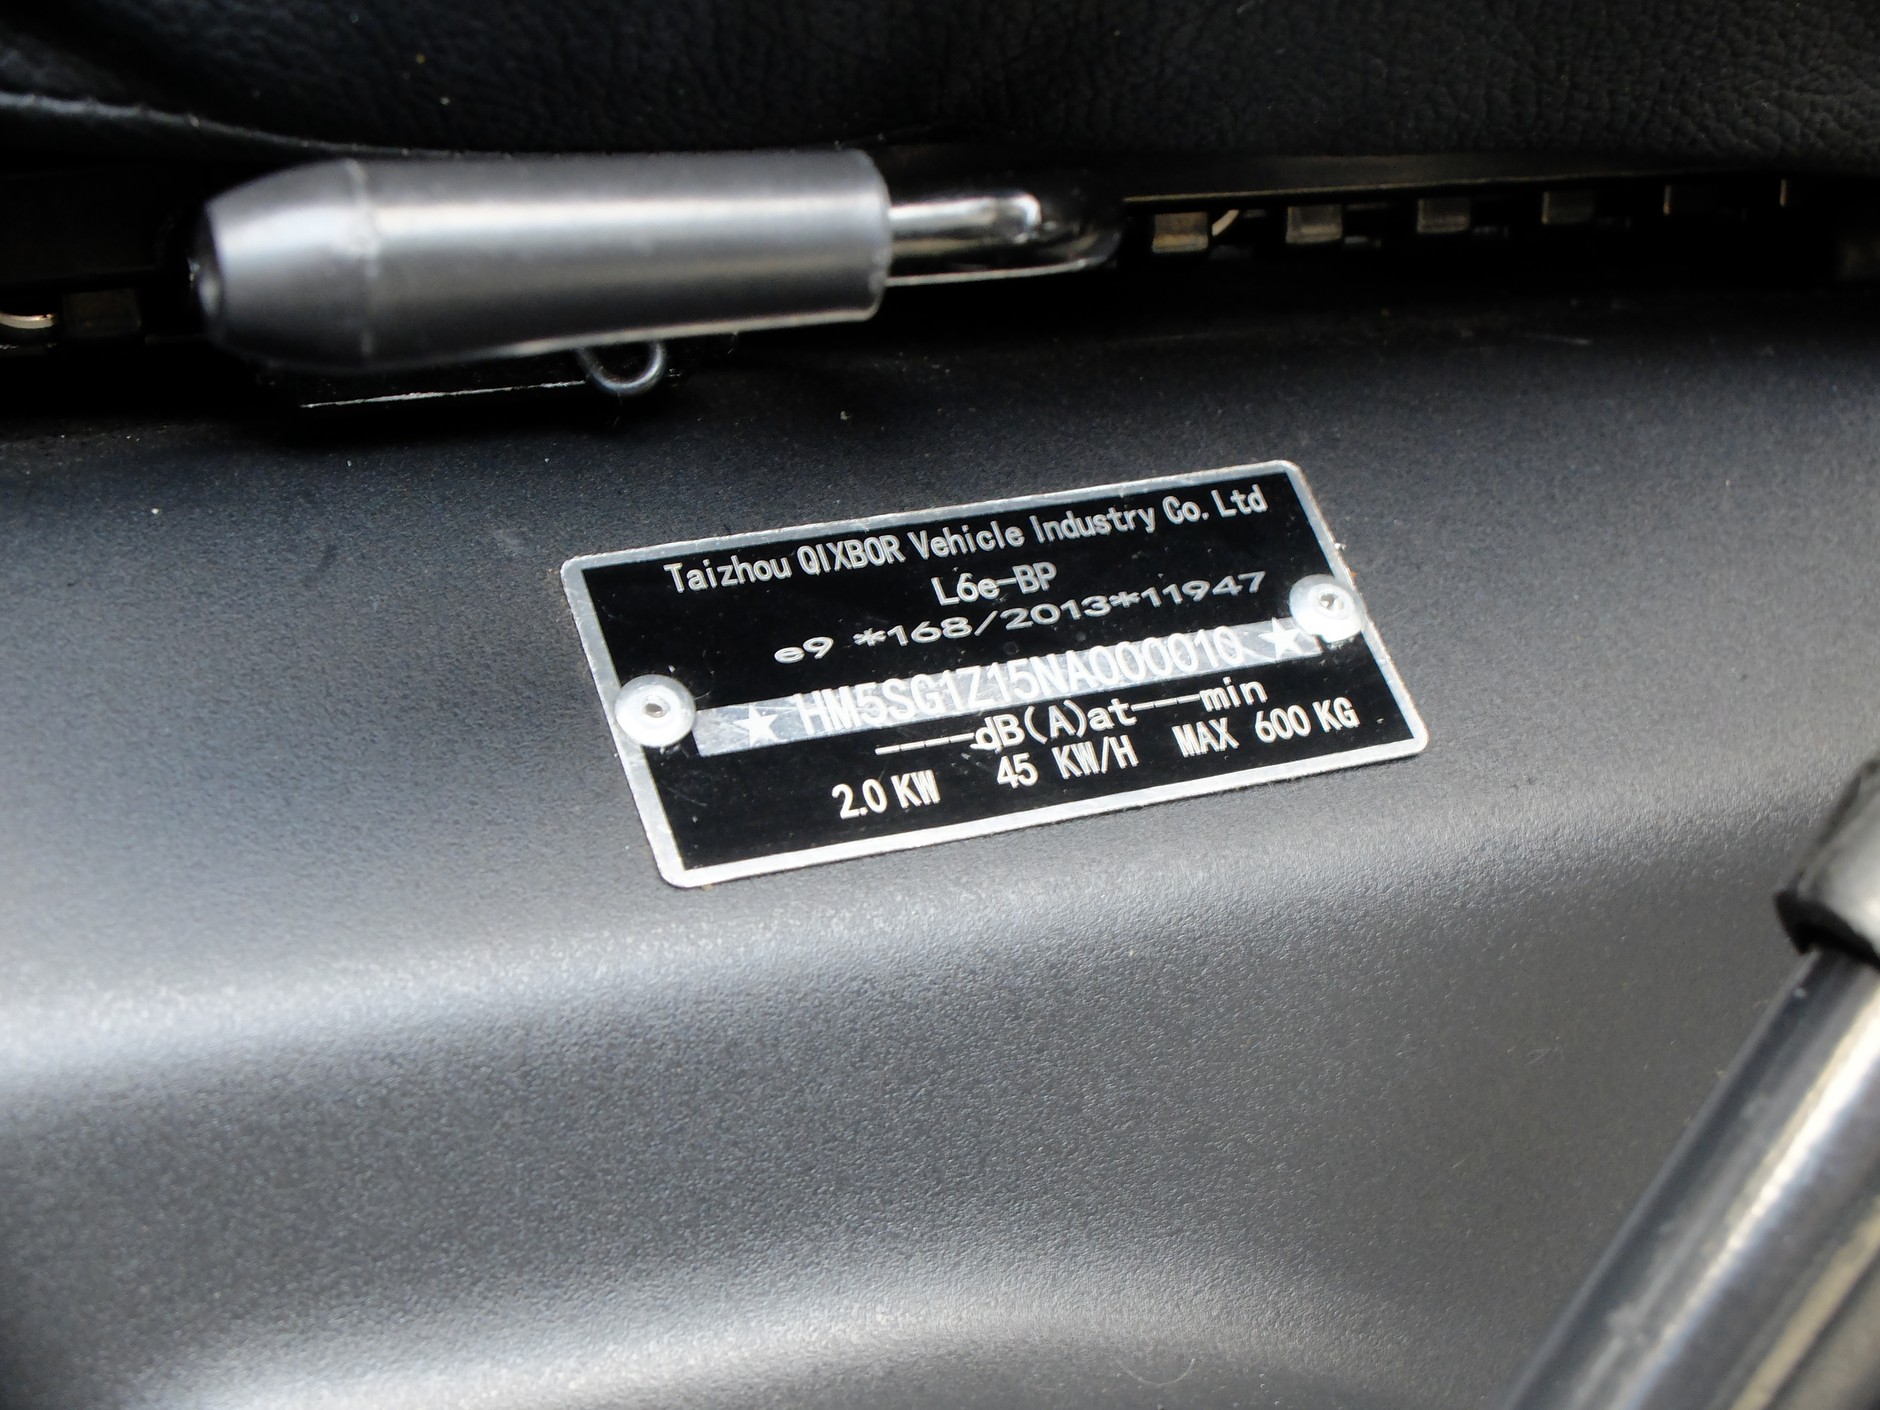 Taizhou QIXBOR Vehicle Industry Co. Ltd
L6e-BP
e9 *168/2013*11947
★ HM5SG1Z15NA000010 ★
----dB(A)at---min
2.0 KW 45 KW/H MAX 600 KG